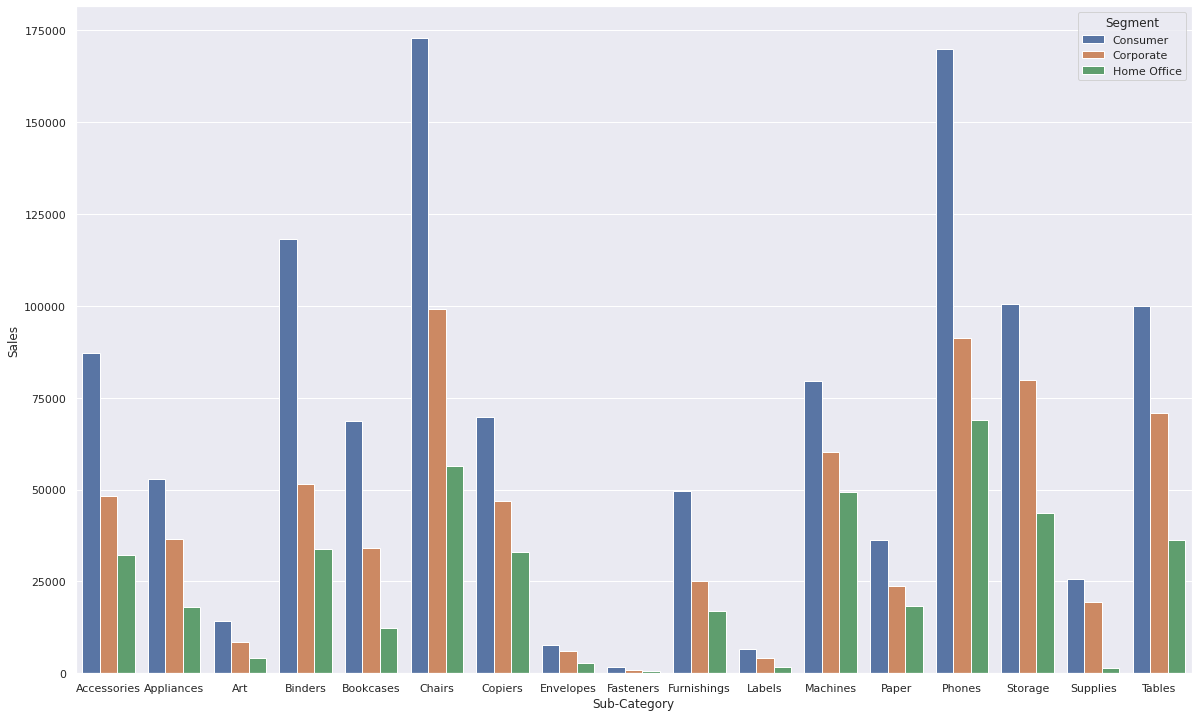 175000
150000
125000
100000
75000
50000
25000
0
Sales
Segment
Consumer
Corporate
Home Office
Accessories Appliances Art Binders Bookcases Chairs Copiers Envelopes Fasteners Furnishings Labels Machines Paper Phones Storage Supplies Tables
Sub-Category